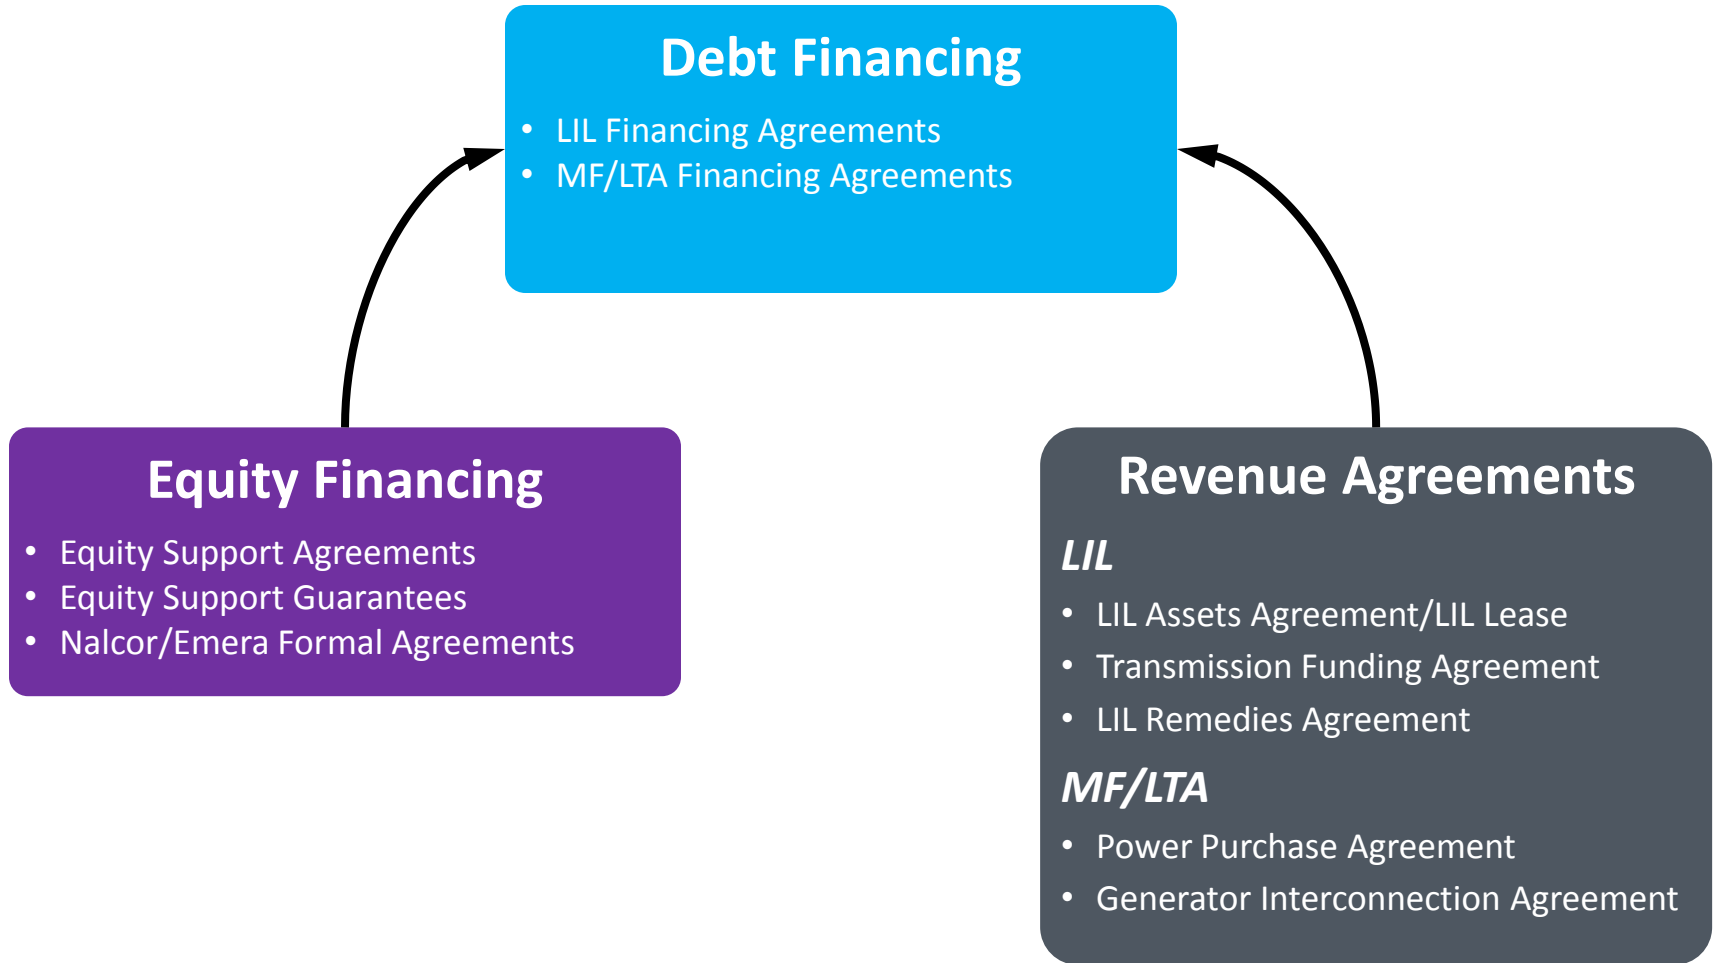 Debt Financing
• LIL Financing Agreements
• MF/LTA Financing Agreements
Equity Financing
• Equity Support Agreements
• Equity Support Guarantees
• Nalcor/Emera Formal Agreements
Revenue Agreements
LIL
• LIL Assets Agreement/LIL Lease
• Transmission Funding Agreement
• LIL Remedies Agreement
MF/LTA
• Power Purchase Agreement
• Generator Interconnection Agreement